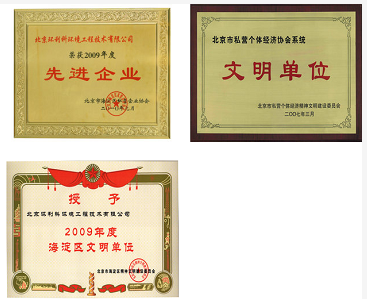 北京环利科环境工程技术有限公司
荣获2009年度
先进企业
北京市私营个体经济协会系统
文明单位
北京市私营个体经济精神文明建设委员会
二〇〇七年三月
授予
北京环利科环境工程技术有限公司
2009年度
海淀区文明单位